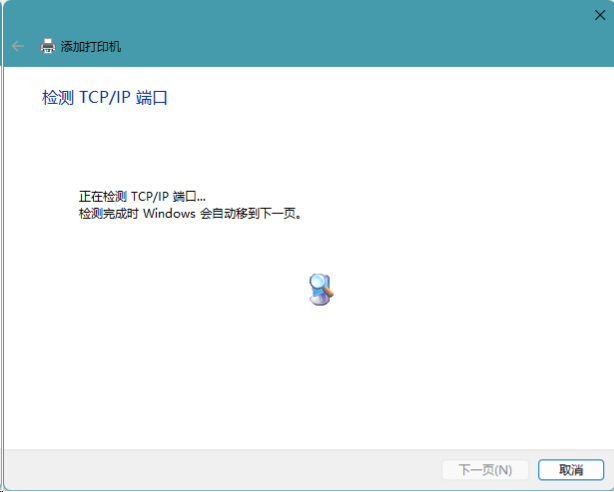 添加打印机
检测 TCP/IP 端口
正在检测 TCP/IP 端口...
检测完成时 Windows 会自动移到下一页。
下一页(N)
取消